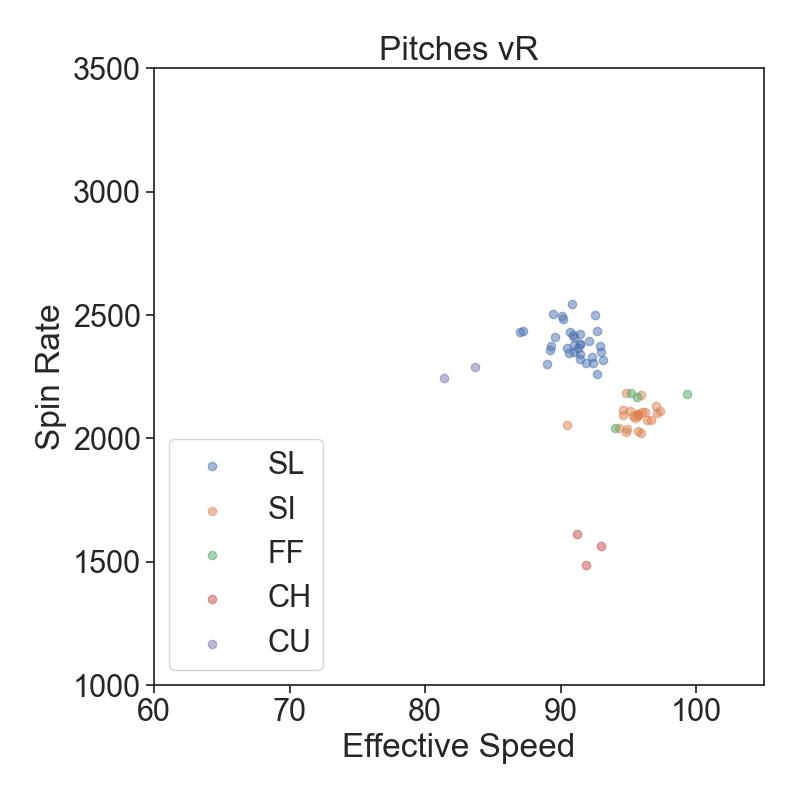 Pitches vR
3500
3000
2500
2000
1500
1000
Spin Rate
SL
SI
FF
CH
CU
60 70 80 90 100
Effective Speed